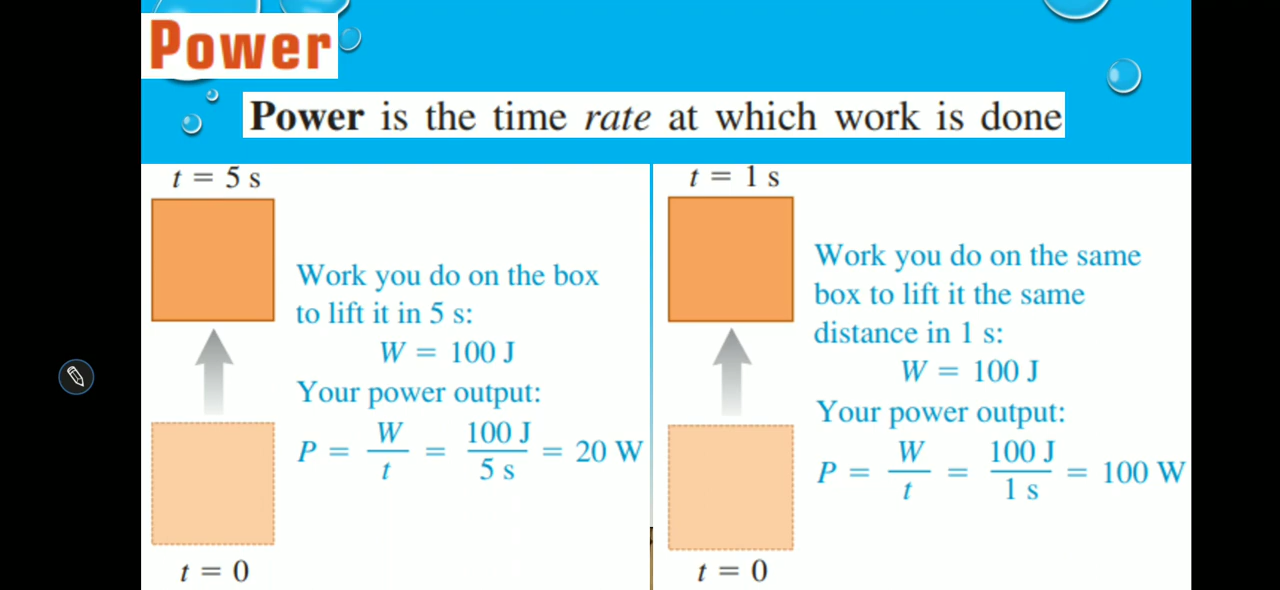 Power
Power is the time rate at which work is done
t = 5 s
Work you do on the box
to lift it in 5 s:
W = 100 J
Your power output:
P = W/t = 100 J/5 s = 20 W
t = 0
t = 1 s
Work you do on the same
box to lift it the same
distance in 1 s:
W = 100 J
Your power output:
P = W/t = 100 J/1 s = 100 W
t = 0